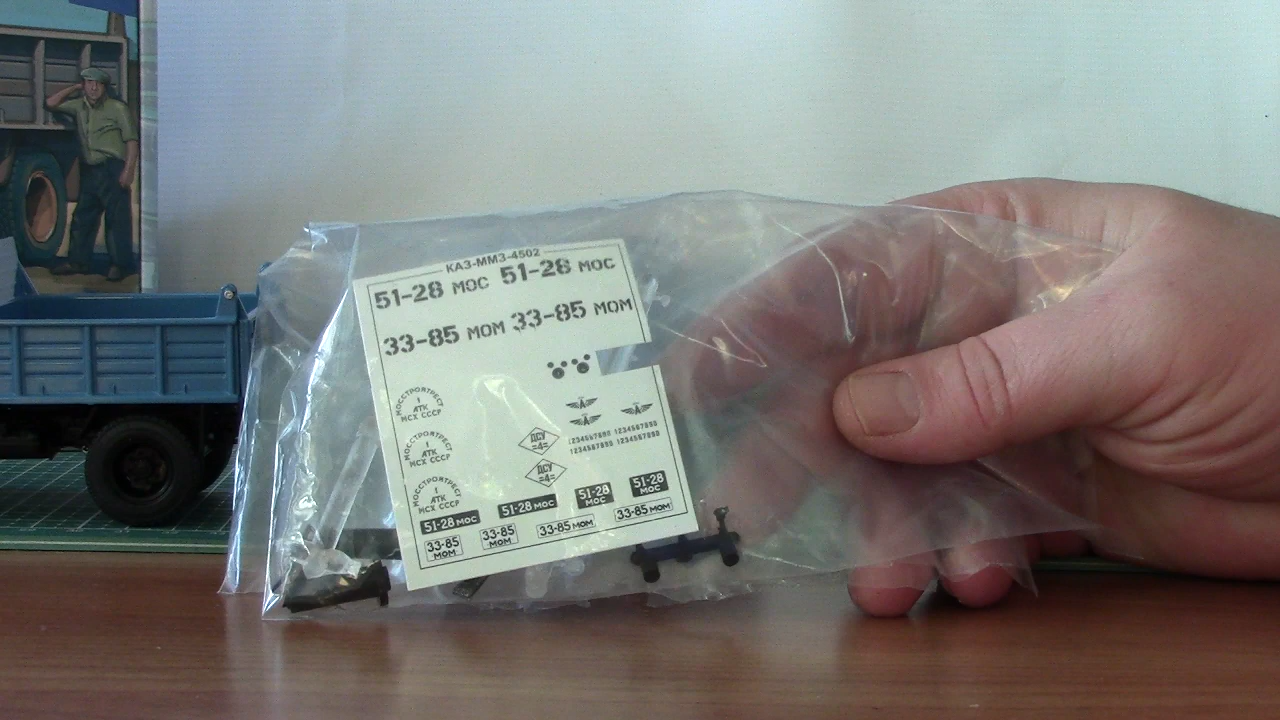 КАЗ-ММЗ-4502
51-28 МОС 51-28 МОС
33-85 МОМ 33-85 МОМ
МОССТРОЙТРЕСТ
1
АТК
МСХ СССР
МОССТРОЙТРЕСТ
1
АТК
МСХ СССР
МОССТРОЙТРЕСТ
1
АТК
МСХ СССР
ДСУ
=4=
ДСУ
=4=
1234567890 1234567890
1234567890 1234567890
51-28 МОС
51-28 МОС
51-28
МОС
51-28
МОС
33-85
МОМ
33-85
МОМ
33-85 МОМ
33-85 МОМ